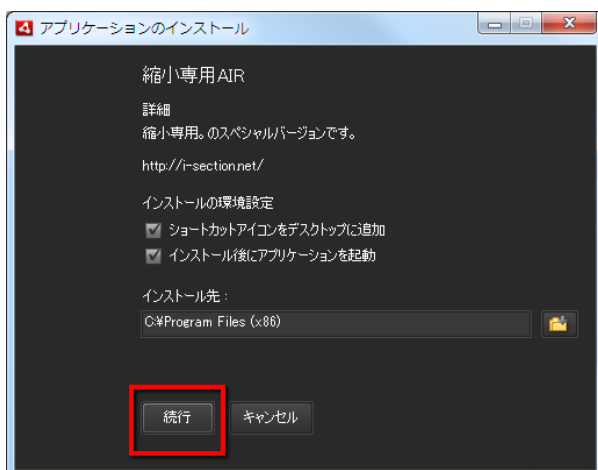 アプリケーションのインストール
縮小専用AIR
詳細
縮小専用。のスペシャルバージョンです。
http://i-section.net/
インストールの環境設定
ショートカットアイコンをデスクトップに追加
インストール後にアプリケーションを起動
インストール先：
C:¥Program Files (x86)
続行 キャンセル